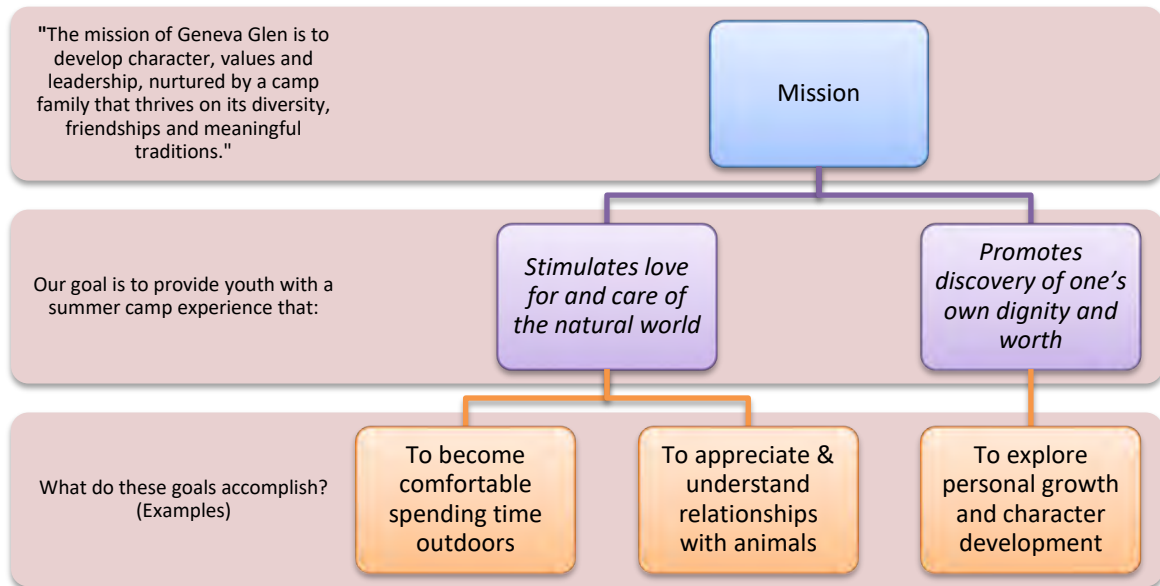 "The mission of Geneva Glen is to
develop character, values and
leadership, nurtured by a camp
family that thrives on its diversity,
friendships and meaningful
traditions."
Mission
Our goal is to provide youth with a
summer camp experience that:
Stimulates love
for and care of
the natural world
Promotes
discovery of one’s
own dignity and
worth
What do these goals accomplish?
(Examples)
To become
comfortable
spending time
outdoors
To appreciate &
understand
relationships
with animals
To explore
personal growth
and character
development